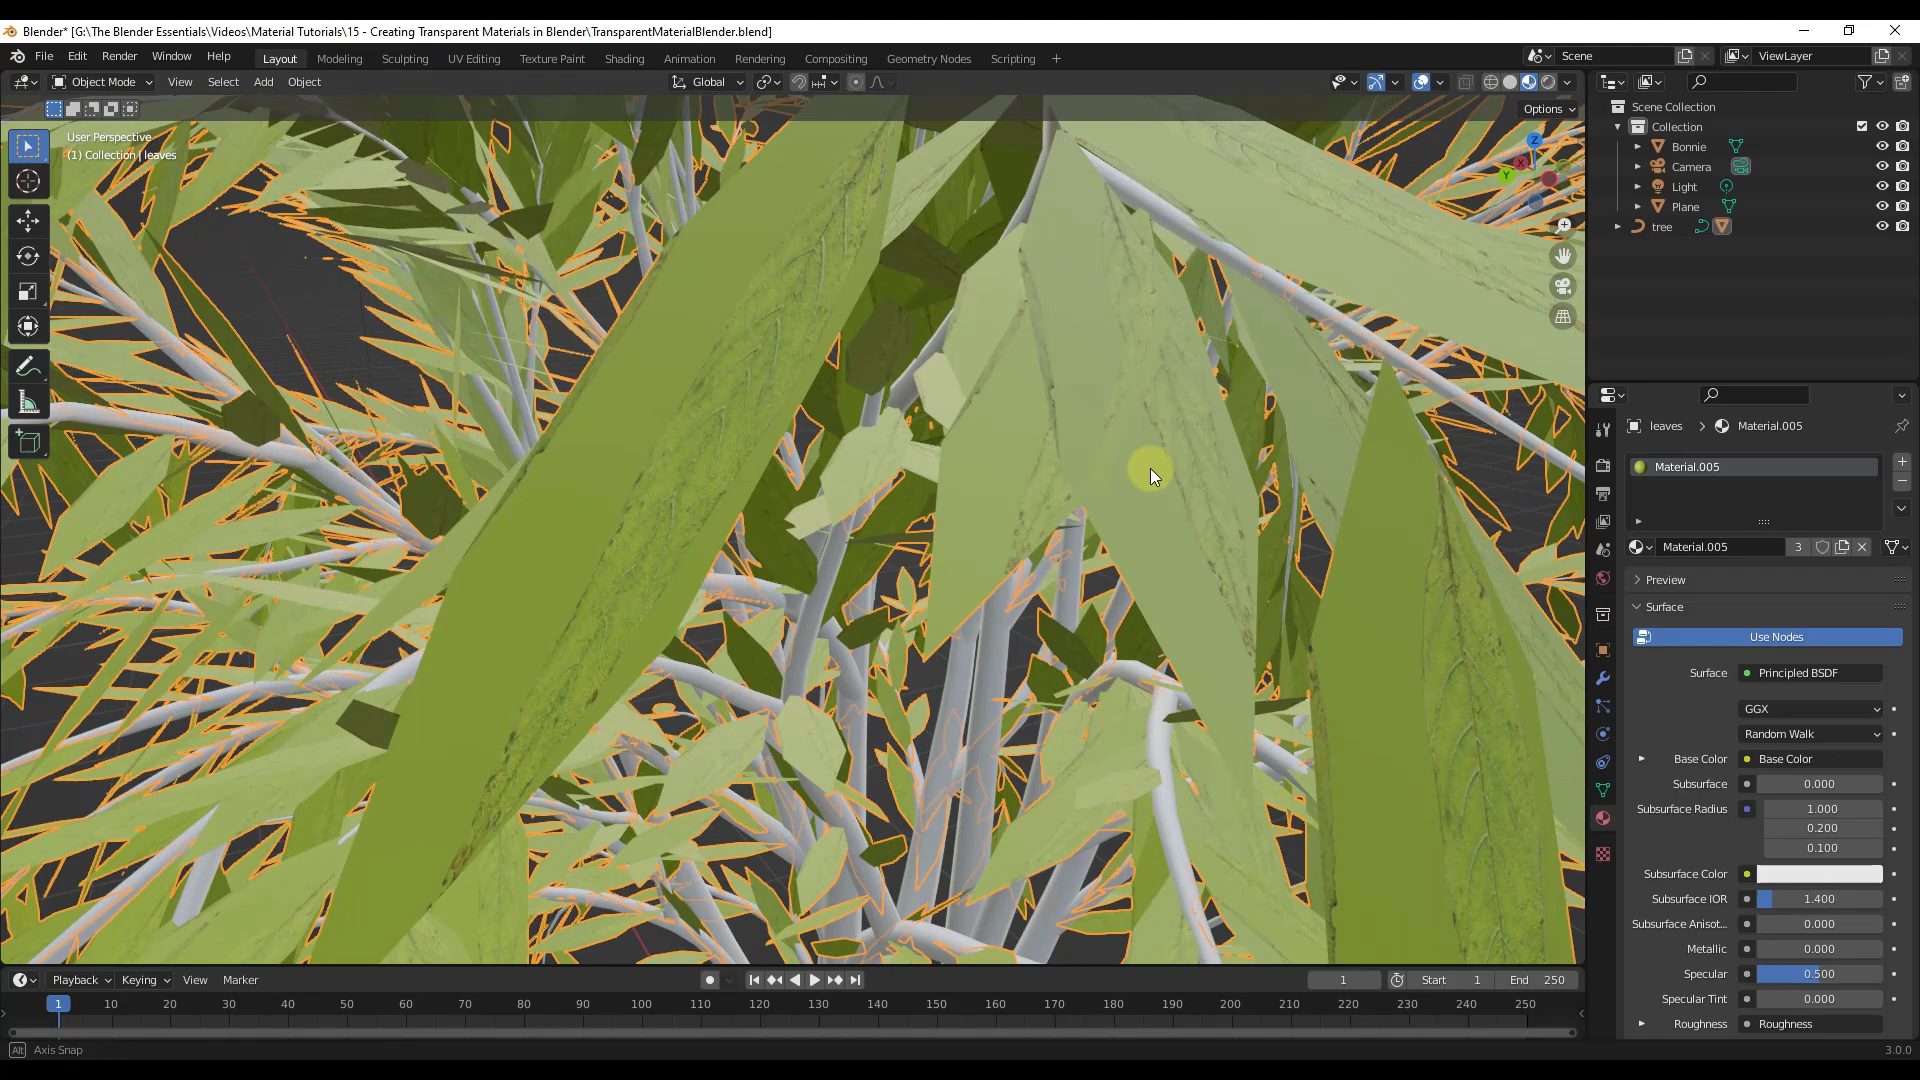 Blender* [G:\The Blender Essentials\Videos\Material Tutorials\15 - Creating Transparent Materials in Blender\TransparentMaterialBlender.blend]
File Edit Render Window Help Layout Modeling Sculpting UV Editing Texture Paint Shading Animation Rendering Compositing Geometry Nodes Scripting + Scene ViewLayer
Object Mode View Select Add Object Global
Options
User Perspective
(1) Collection | leaves
Z
X
Y
Scene Collection
Collection
Bonnie
Camera
Light
Plane
tree
leaves > Material.005
Material.005
Material.005 3
Preview
Surface
Use Nodes
Surface Principled BSDF
GGX
Random Walk
Base Color Base Color
Subsurface 0.000
Subsurface Radius 1.000
0.200
0.100
Subsurface Color
Subsurface IOR 1.400
Subsurface Anisot... 0.000
Metallic 0.000
Specular 0.500
Specular Tint 0.000
Roughness Roughness
Playback Keying View Marker 1 Start 1 End 250
1 10 20 30 40 50 60 70 80 90 100 110 120 130 140 150 160 170 180 190 200 210 220 230 240 250
Alt Axis Snap 3.0.0